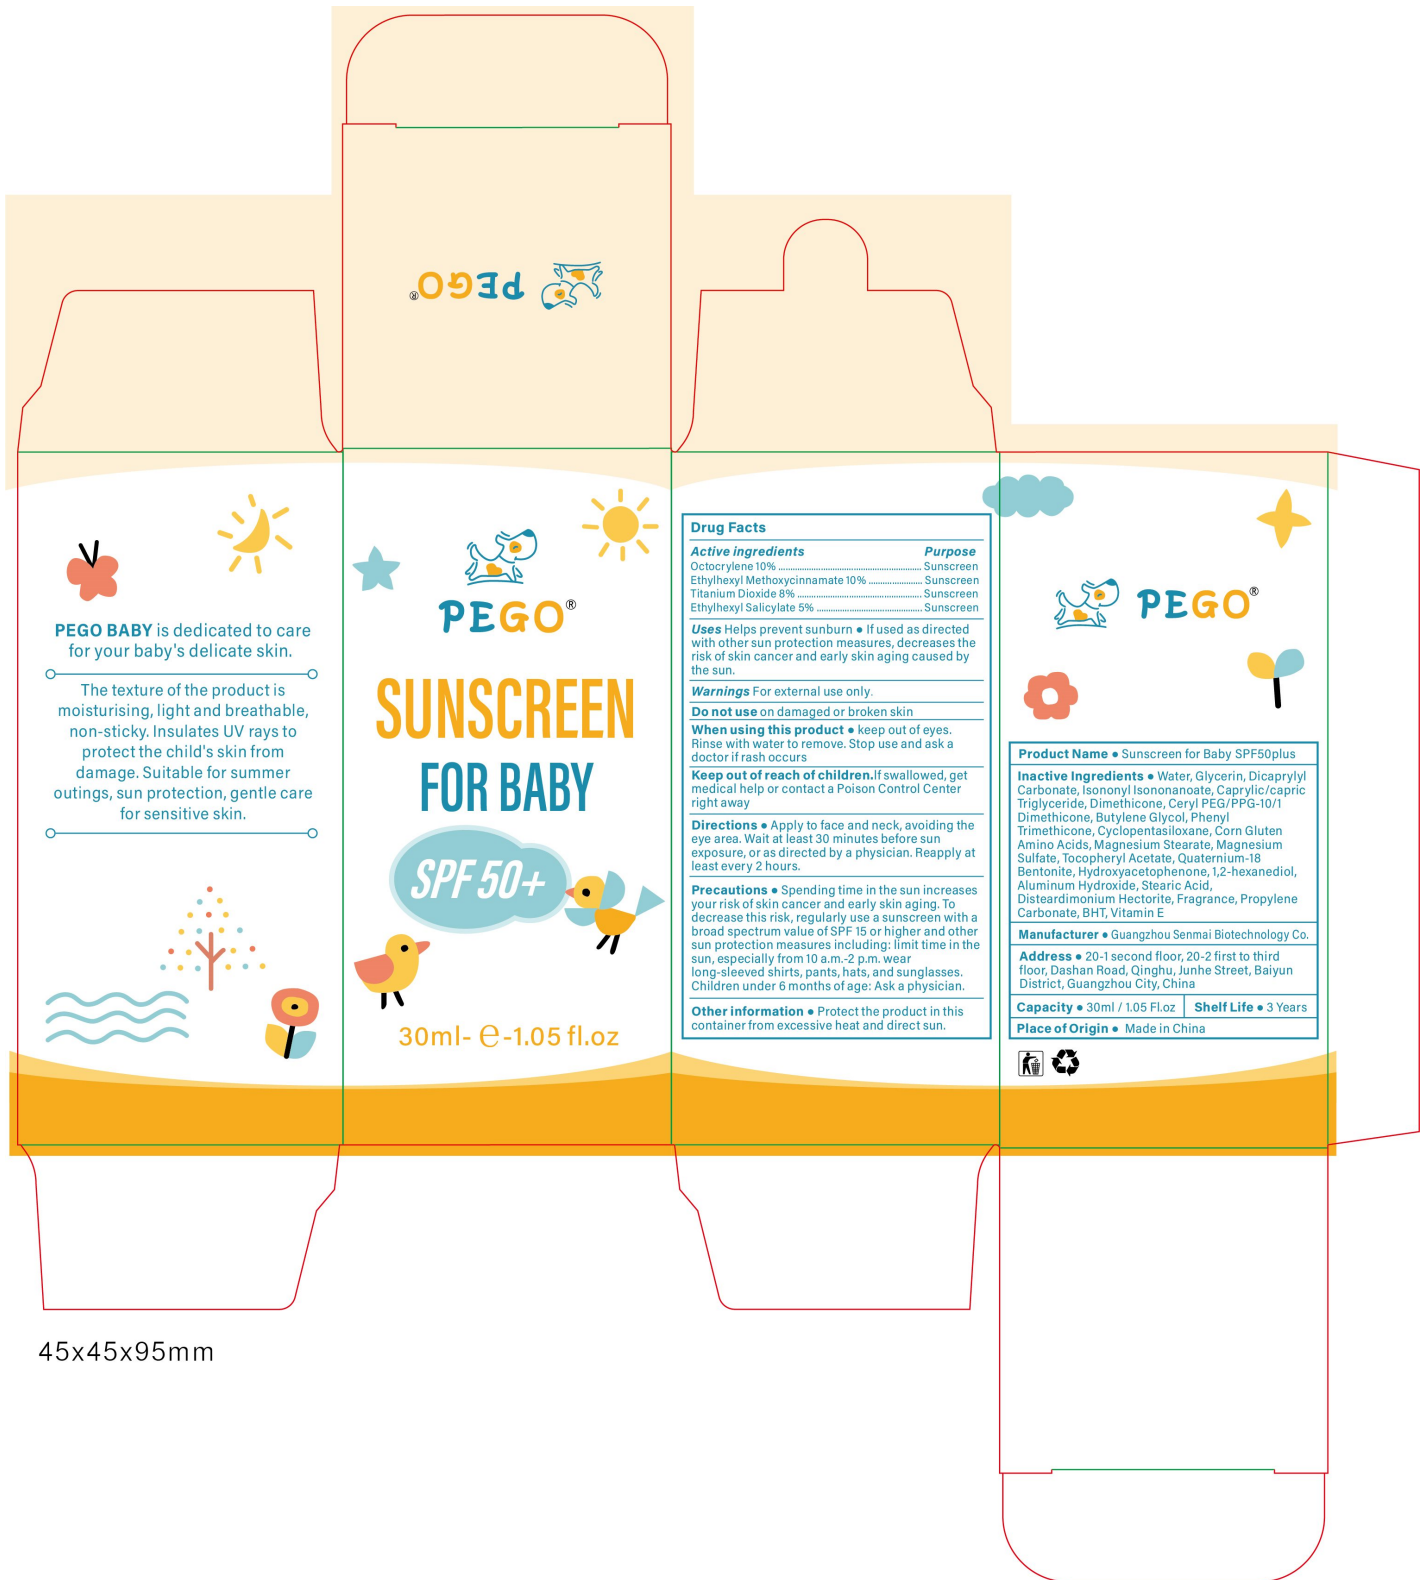 PEGO®
PEGO BABY is dedicated to care
for your baby's delicate skin.
The texture of the product is
moisturising, light and breathable,
non-sticky. Insulates UV rays to
protect the child's skin from
damage. Suitable for summer
outings, sun protection, gentle care
for sensitive skin.
PEGO®
SUNSCREEN
FOR BABY
SPF 50+
30ml- ℮-1.05 fl.oz
Drug Facts
Active ingredients Purpose
Octocrylene 10% ........................ Sunscreen
Ethylhexyl Methoxycinnamate 10% ........................ Sunscreen
Titanium Dioxide 8% ........................ Sunscreen
Ethylhexyl Salicylate 5% ........................ Sunscreen
Uses Helps prevent sunburn ● If used as directed
with other sun protection measures, decreases the
risk of skin cancer and early skin aging caused by
the sun.
Warnings For external use only.
Do not use on damaged or broken skin
When using this product ● keep out of eyes.
Rinse with water to remove. Stop use and ask a
doctor if rash occurs
Keep out of reach of children.If swallowed, get
medical help or contact a Poison Control Center
right away
Directions ● Apply to face and neck, avoiding the
eye area. Wait at least 30 minutes before sun
exposure, or as directed by a physician. Reapply at
least every 2 hours.
Precautions ● Spending time in the sun increases
your risk of skin cancer and early skin aging. To
decrease this risk, regularly use a sunscreen with a
broad spectrum value of SPF 15 or higher and other
sun protection measures including: limit time in the
sun, especially from 10 a.m.-2 p.m. wear
long-sleeved shirts, pants, hats, and sunglasses.
Children under 6 months of age: Ask a physician.
Other information ● Protect the product in this
container from excessive heat and direct sun.
PEGO®
Product Name ● Sunscreen for Baby SPF50plus
Inactive Ingredients ● Water, Glycerin, Dicaprylyl
Carbonate, Isononyl Isononanoate, Caprylic/capric
Triglyceride, Dimethicone, Ceryl PEG/PPG-10/1
Dimethicone, Butylene Glycol, Phenyl
Trimethicone, Cyclopentasiloxane, Corn Gluten
Amino Acids, Magnesium Stearate, Magnesium
Sulfate, Tocopheryl Acetate, Quaternium-18
Bentonite, Hydroxyacetophenone, 1,2-hexanediol,
Aluminum Hydroxide, Stearic Acid,
Disteardimonium Hectorite, Fragrance, Propylene
Carbonate, BHT, Vitamin E
Manufacturer ● Guangzhou Senmai Biotechnology Co.
Address ● 20-1 second floor, 20-2 first to third
floor, Dashan Road, Qinghu, Junhe Street, Baiyun
District, Guangzhou City, China
Capacity ● 30ml / 1.05 Fl.oz Shelf Life ● 3 Years
Place of Origin ● Made in China
45x45x95mm